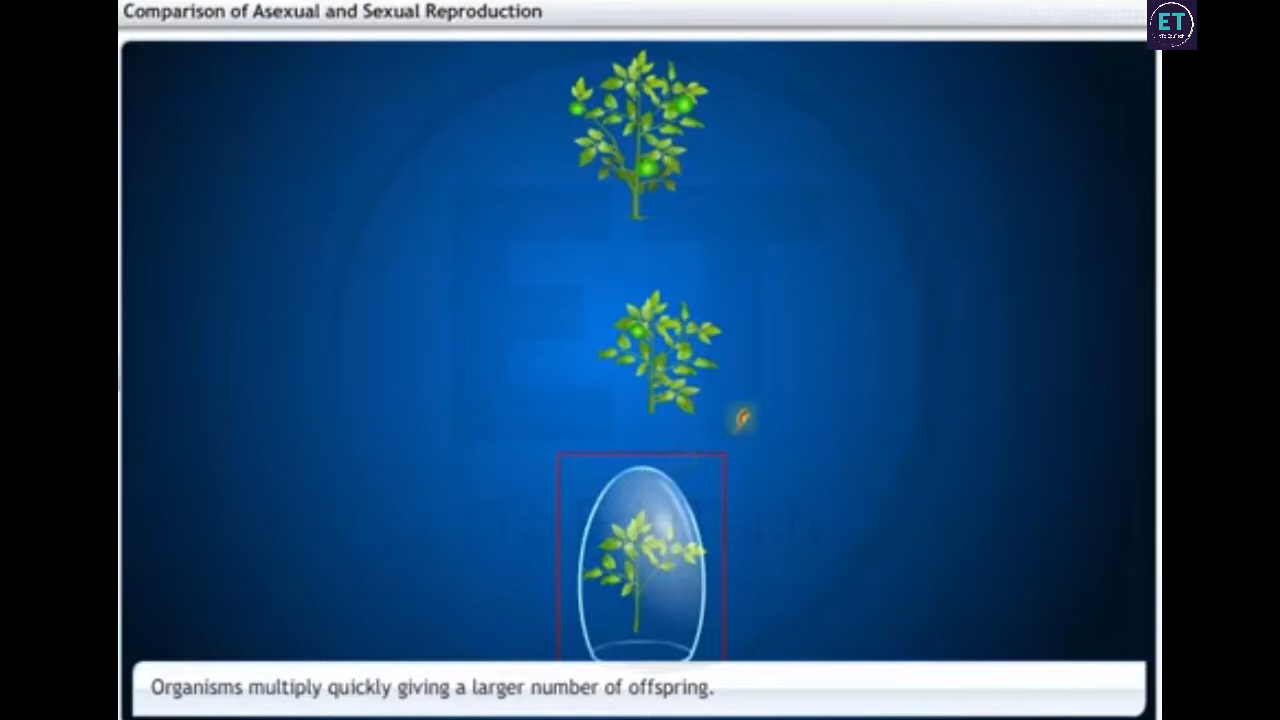 Comparison of Asexual and Sexual Reproduction
ET
Organisms multiply quickly giving a larger number of offspring.